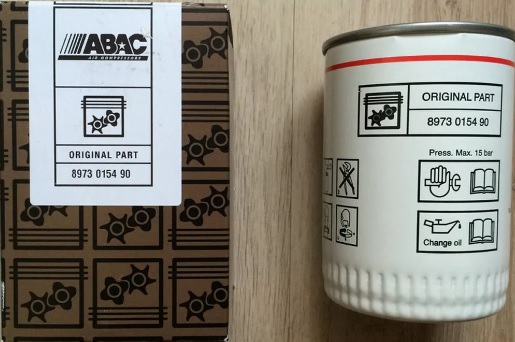 ABAC
AIR COMPRESSORS
ORIGINAL PART
8973 0154 90
ORIGINAL PART
8973 0154 90
Press. Max. 15 bar
Change oil